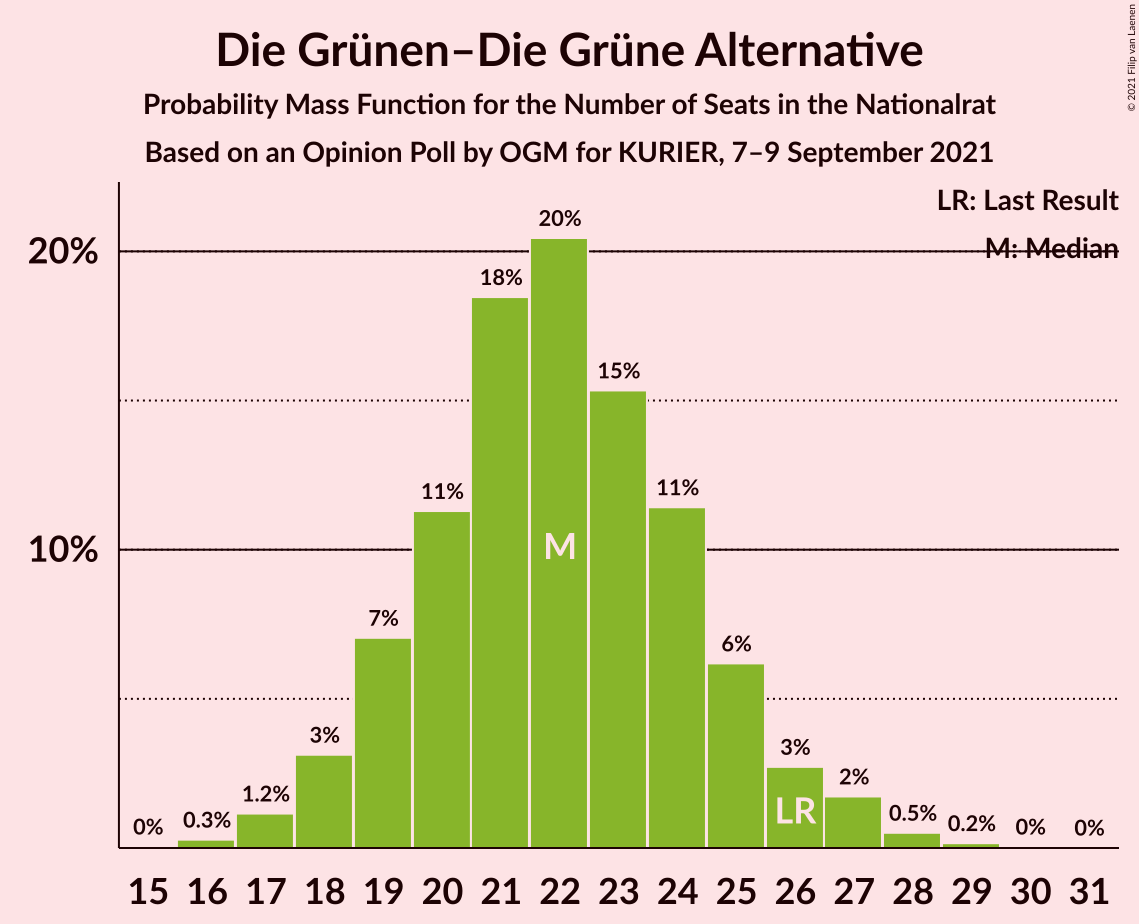 Die Grünen–Die Grüne Alternative
Probability Mass Function for the Number of Seats in the Nationalrat
Based on an Opinion Poll by OGM for KURIER, 7–9 September 2021
© 2021 Filip van Laenen
LR: Last Result
M: Median
20%
10%
0%
0.3%
1.2%
3%
7%
11%
18%
20%
15%
11%
6%
3%
2%
0.5%
0.2%
0%
0%
M
LR
15 16 17 18 19 20 21 22 23 24 25 26 27 28 29 30 31